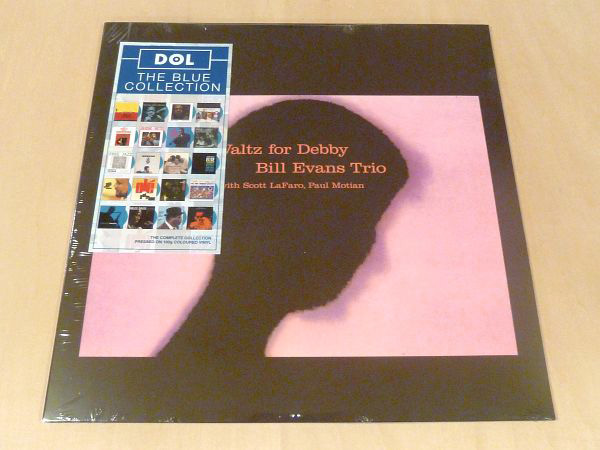 DOL
THE BLUE
COLLECTION
THE COMPLETE COLLECTION
PRESSED ON 180g COLOURED VINYL
Waltz for Debby
Bill Evans Trio
with Scott LaFaro, Paul Motian